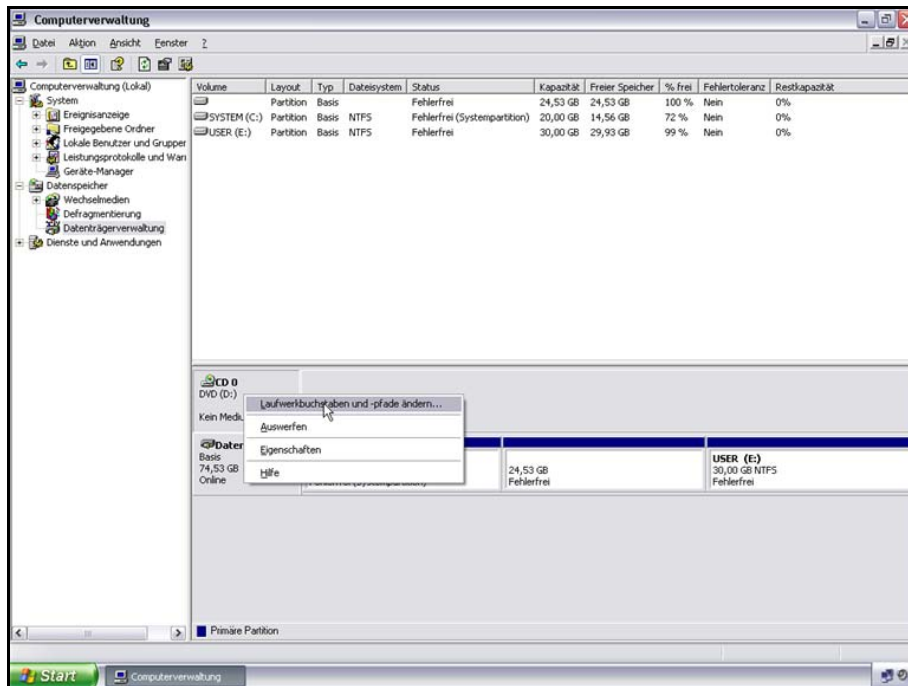 Computerverwaltung
Datei Aktion Ansicht Fenster ?
Computerverwaltung (Lokal)
System
Ereignisanzeige
Freigegebene Ordner
Lokale Benutzer und Grupper
Leistungsprotokolle und Warn
Geräte-Manager
Datenspeicher
Wechselmedien
Defragmentierung
Datenträgerverwaltung
Dienste und Anwendungen
Volume Layout Typ Dateisystem Status Kapazität Freier Speicher % frei Fehlertoleranz Restkapazität
Partition Basis Fehlerfrei 24,53 GB 24,53 GB 100 % Nein 0%
SYSTEM (C:) Partition Basis NTFS Fehlerfrei (Systempartition) 20,00 GB 14,56 GB 72 % Nein 0%
USER (E:) Partition Basis NTFS Fehlerfrei 30,00 GB 29,93 GB 99 % Nein 0%
CD 0
DVD (D:)
Kein Mediu
Laufwerkbuchstaben und -pfade ändern...
Auswerfen
Eigenschaften
Hilfe
Daten
Basis
74,53 GB
Online
24,53 GB
Fehlerfrei
USER (E:)
30,00 GB NTFS
Fehlerfrei
Primäre Partition
Start Computerverwaltung